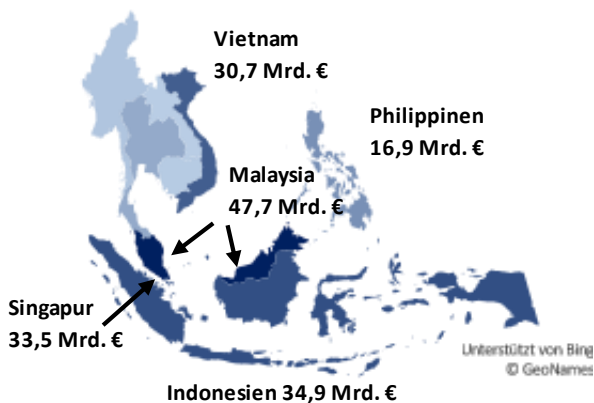 Vietnam
30,7 Mrd. €
Philippinen
16,9 Mrd. €
Malaysia
47,7 Mrd. €
Singapur
33,5 Mrd. €
Unterstützt von Bing
© GeoNames
Indonesien 34,9 Mrd. €